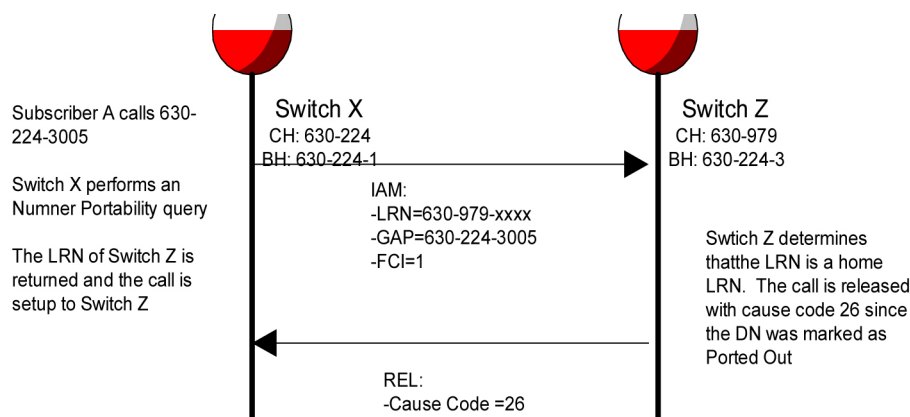 Subscriber A calls 630-
224-3005
Switch X performs an
Numner Portability query
The LRN of Switch Z is
returned and the call is
setup to Switch Z
Switch X
CH: 630-224
BH: 630-224-1
IAM:
-LRN=630-979-xxxx
-GAP=630-224-3005
-FCI=1
REL:
-Cause Code =26
Switch Z
CH: 630-979
BH: 630-224-3
Swtich Z determines
thatthe LRN is a home
LRN. The call is released
with cause code 26 since
the DN was marked as
Ported Out